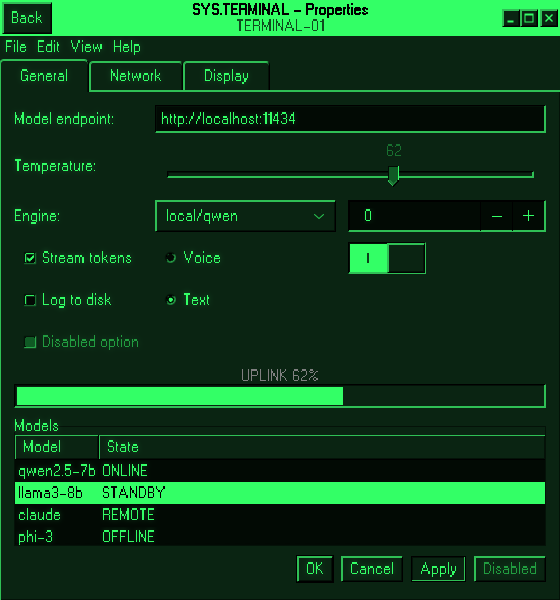 Back
SYS.TERMINAL – Properties
TERMINAL-01
File Edit View Help
General Network Display
Model endpoint: http://localhost:11434
62
Temperature:
Engine: local/qwen 0 − +
Stream tokens Voice
Log to disk Text
Disabled option
UPLINK 62%
Models
Model State
qwen2.5-7b ONLINE
llama3-8b STANDBY
claude REMOTE
phi-3 OFFLINE
OK Cancel Apply Disabled